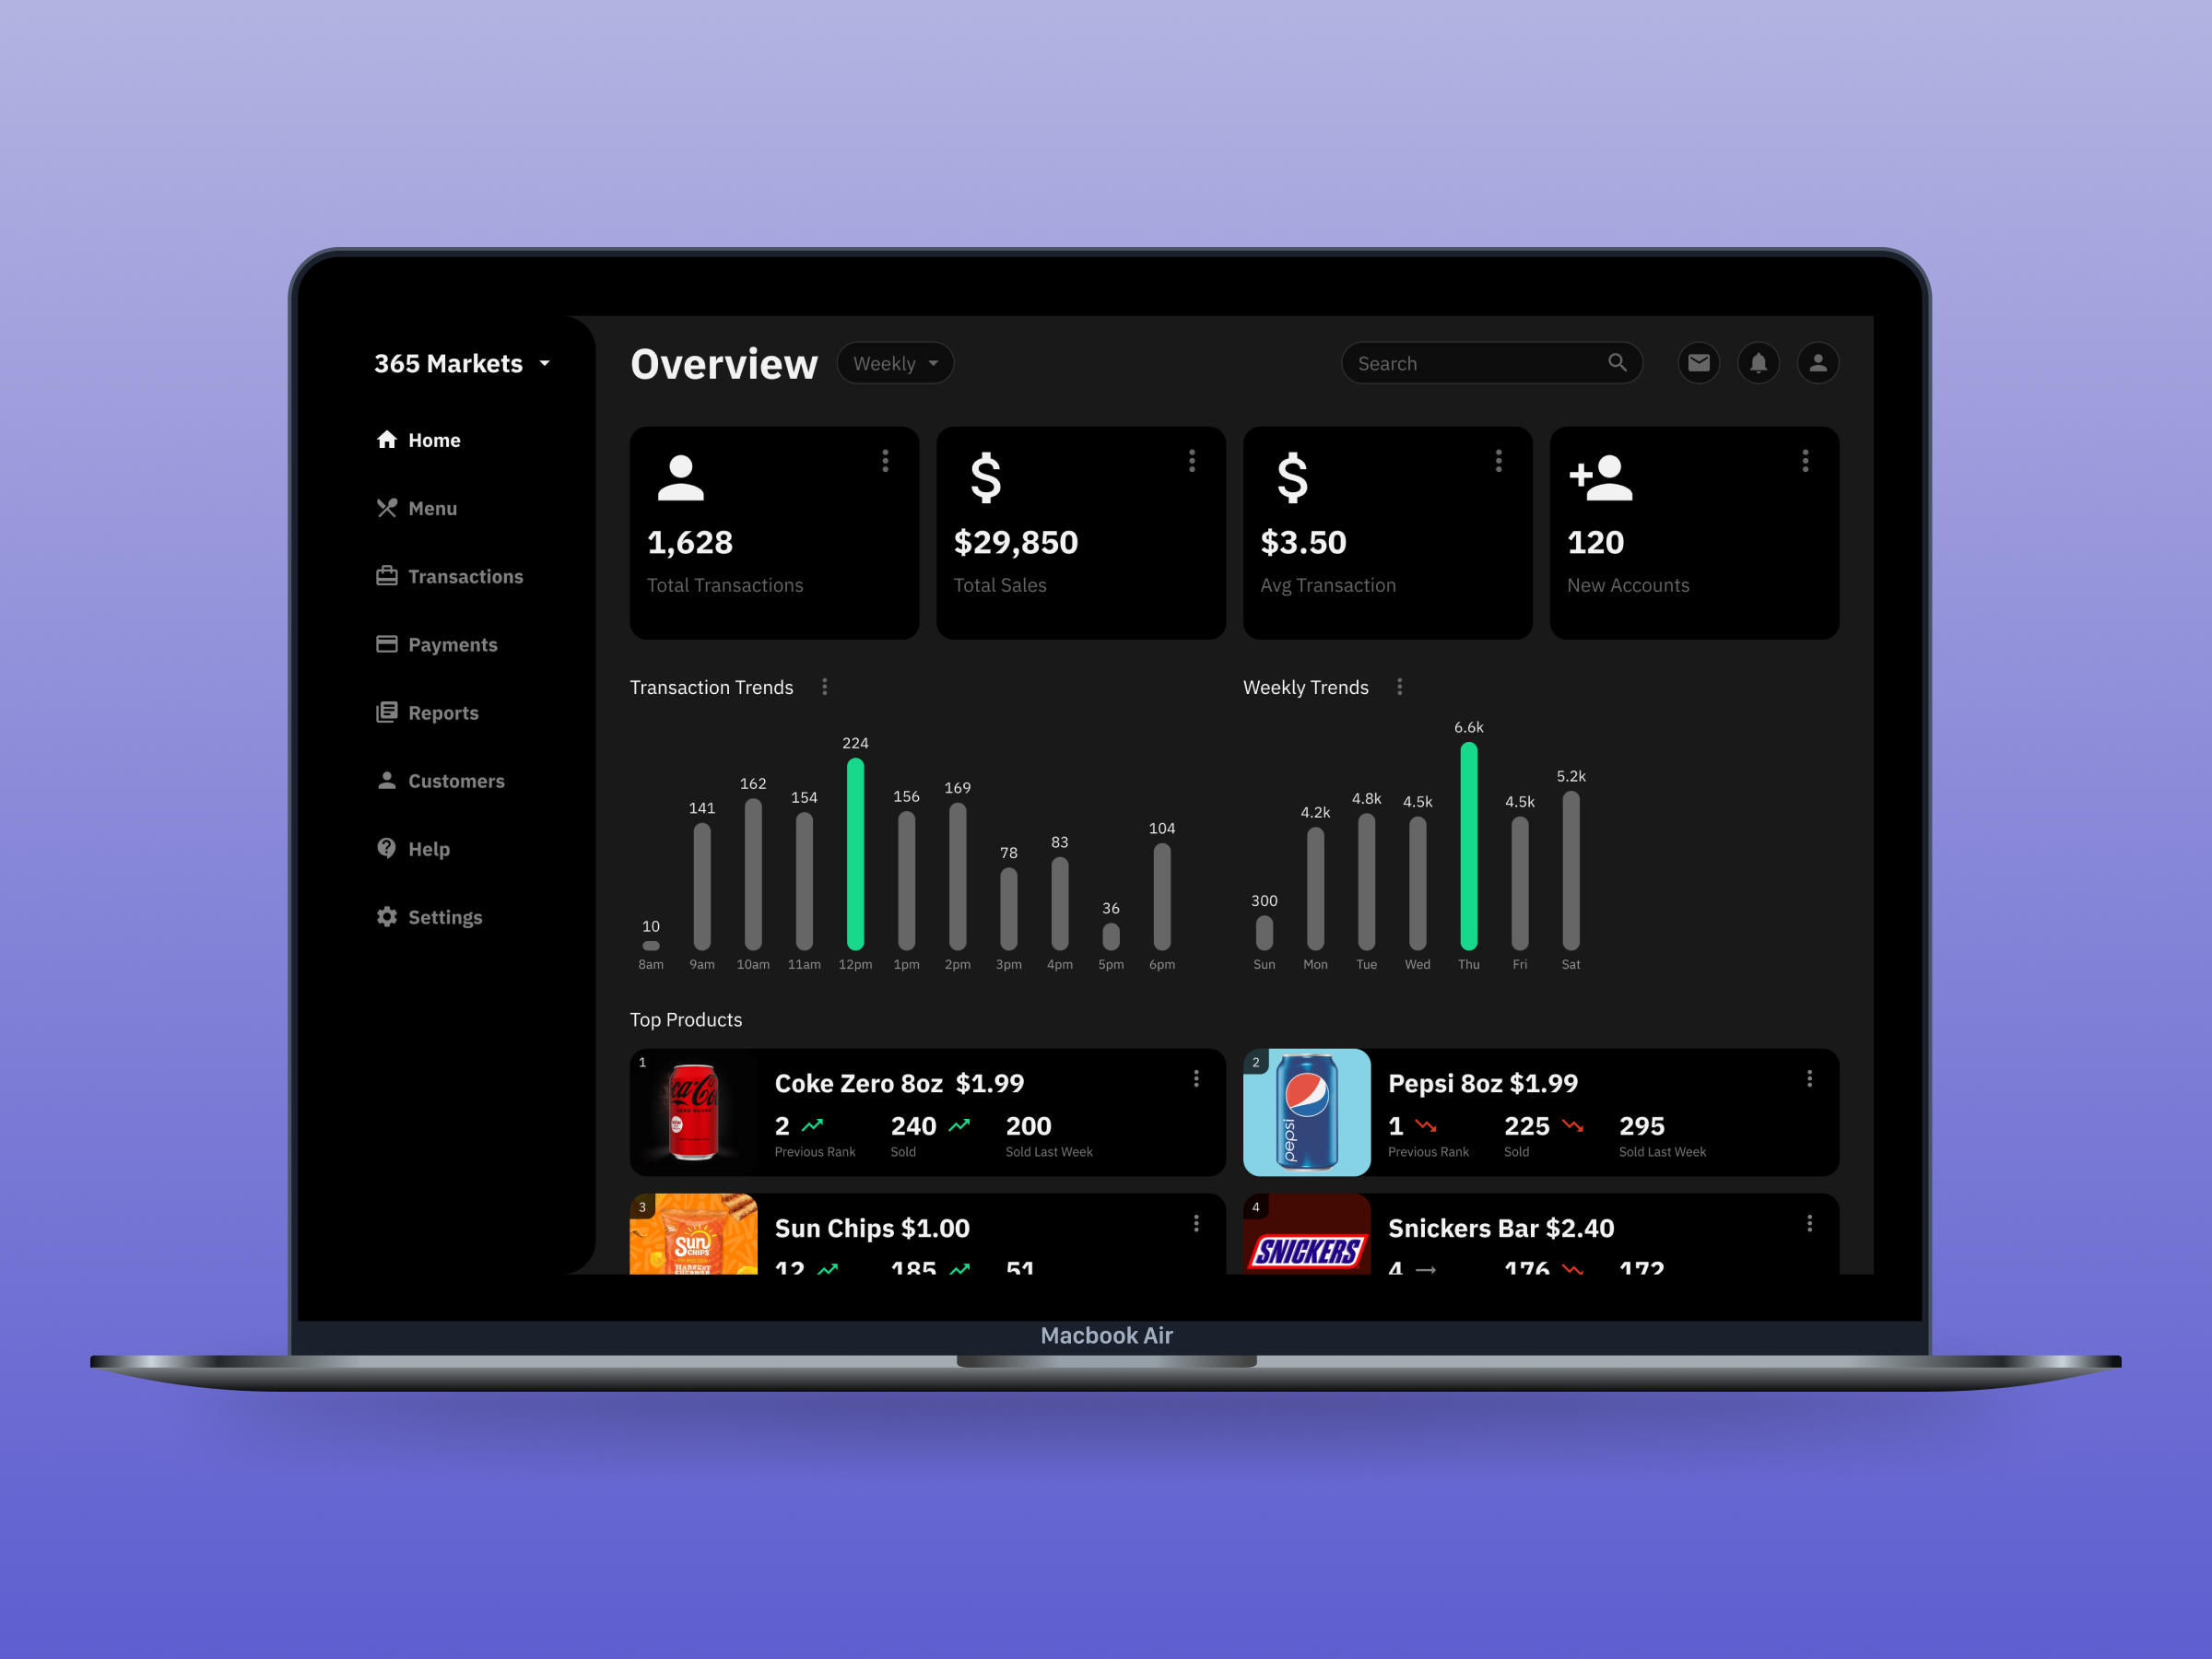 365 Markets
Home
Menu
Transactions
Payments
Reports
Customers
Help
Settings
Overview
Weekly
Search
1,628
Total Transactions
$29,850
Total Sales
$3.50
Avg Transaction
120
New Accounts
Transaction Trends
10 141 162 154 224 156 169 78 83 36 104
8am 9am 10am 11am 12pm 1pm 2pm 3pm 4pm 5pm 6pm
Weekly Trends
300 4.2k 4.8k 4.5k 6.6k 4.5k 5.2k
Sun Mon Tue Wed Thu Fri Sat
Top Products
1
Coke Zero 8oz $1.99
2 240 200
Previous Rank Sold Sold Last Week
2
pepsi
Pepsi 8oz $1.99
1 225 295
Previous Rank Sold Sold Last Week
3
Sun
CHIPS
HARVEST
Sun Chips $1.00
12 185 51
4
SNICKERS
Snickers Bar $2.40
4 176 172
Macbook Air